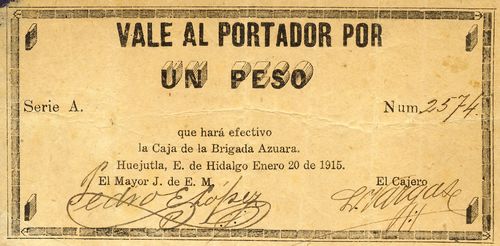 VALE AL PORTADOR POR
UN PESO
Serie A. Num. 2574.
que hará efectivo
la Caja de la Brigada Azuara.
Huejutla, E. de Hidalgo Enero 20 de 1915.
El Mayor J. de E. M. El Cajero
Pedro E. López L. Vargas